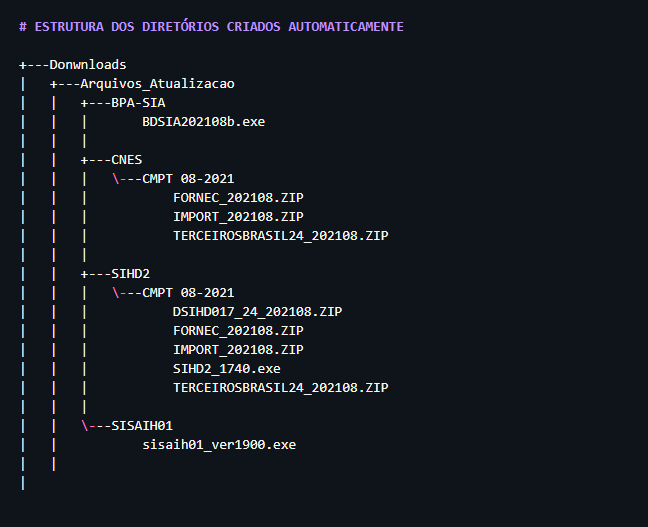 # ESTRUTURA DOS DIRETÓRIOS CRIADOS AUTOMATICAMENTE
+---Donwnloads
|   +---Arquivos_Atualizacao
|   |   +---BPA-SIA
|   |   |       BDSIA202108b.exe
|   |   |
|   |   +---CNES
|   |   |   \---CMPT 08-2021
|   |   |           FORNEC_202108.ZIP
|   |   |           IMPORT_202108.ZIP
|   |   |           TERCEIROSBRASIL24_202108.ZIP
|   |   |
|   |   +---SIHD2
|   |   |   \---CMPT 08-2021
|   |   |           DSIHD017_24_202108.ZIP
|   |   |           FORNEC_202108.ZIP
|   |   |           IMPORT_202108.ZIP
|   |   |           SIHD2_1740.exe
|   |   |           TERCEIROSBRASIL24_202108.ZIP
|   |   |
|   |   \---SISAIH01
|   |           sisaih01_ver1900.exe
|   |
|